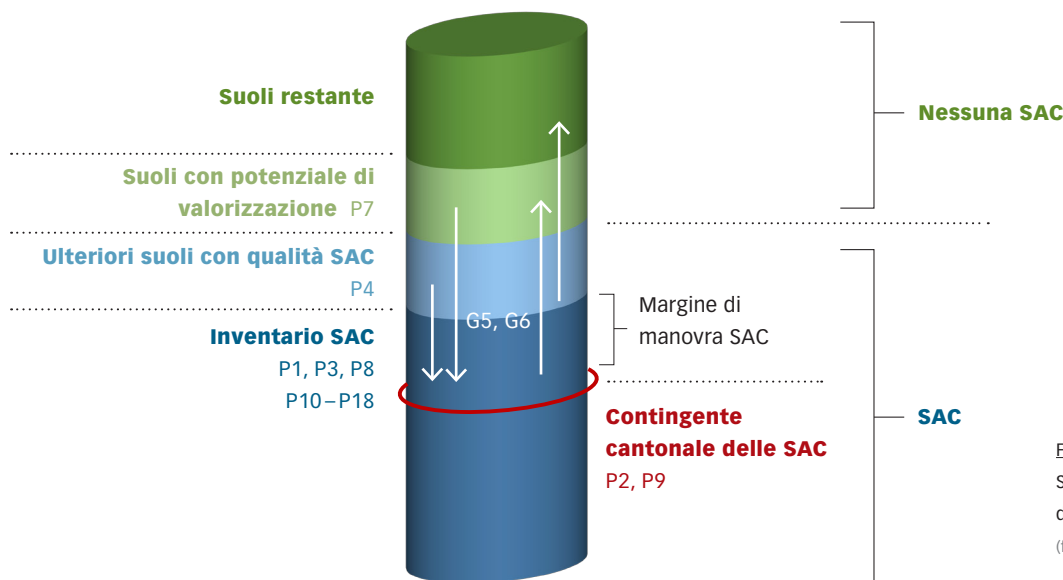 Suoli restante
Nessuna SAC
Suoli con potenziale di
valorizzazione P7
Ulteriori suoli con qualità SAC
P4
Inventario SAC
P1, P3, P8
P10–P18
G5, G6
Margine di
manovra SAC
Contingente
cantonale delle SAC
P2, P9
SAC